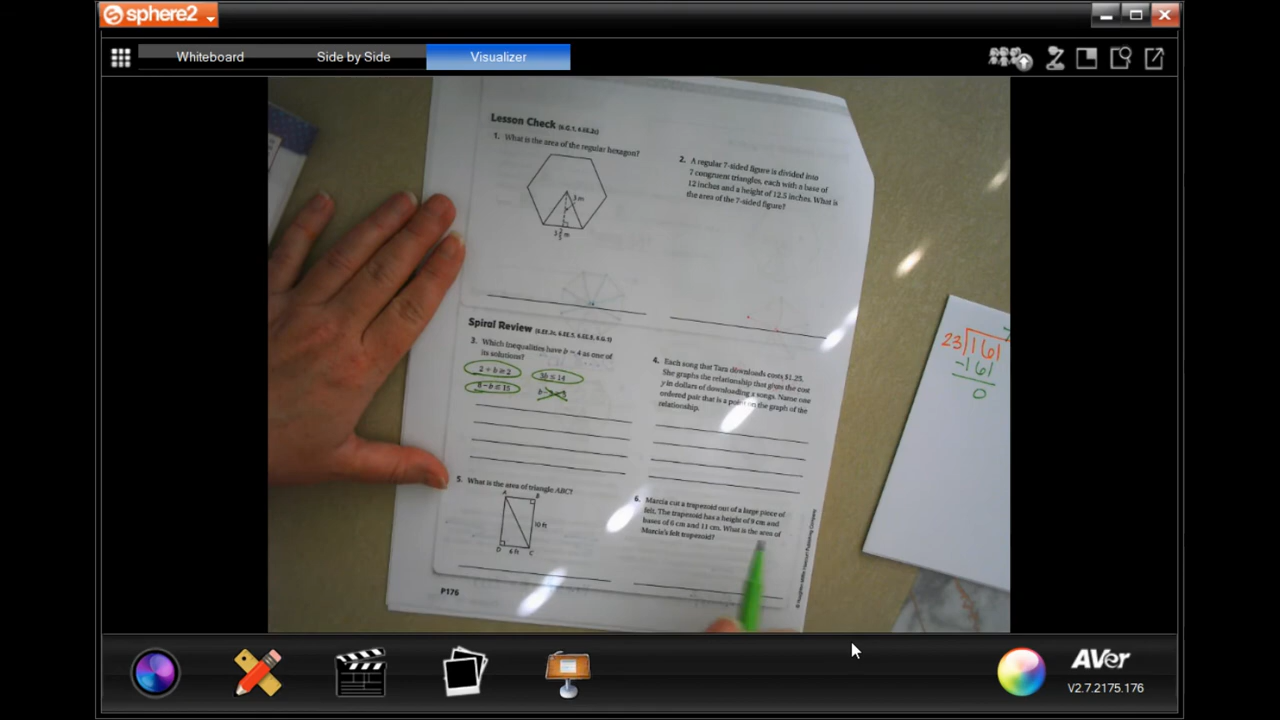 sphere2
Whiteboard
Side by Side
Visualizer
Lesson Check
1. What is the area of the regular hexagon?
3 m
2. A regular 7-sided figure is divided into
7 congruent triangles, each with a base of
12 inches and a height of 12.5 inches. What is
the area of the 7-sided figure?
Spiral Review
3. Which inequalities have b = 4 as one of
its solutions?
2 + b ≥ 2
3b ≤ 14
8 − b ≤ 15
4. Each song that Tara downloads costs $1.25.
She graphs the relationship that gives the cost
y in dollars of downloading x songs. Name one
ordered pair that is a point on the graph of the
relationship.
5. What is the area of triangle ABC?
A
B
10 ft
D
6 ft
C
6. Marcia cut a trapezoid out of a large piece of
felt. The trapezoid has a height of 9 cm and
bases of 6 cm and 11 cm. What is the area of
Marcia's felt trapezoid?
P176
23
161
-161
0
AVer
V2.7.2175.176